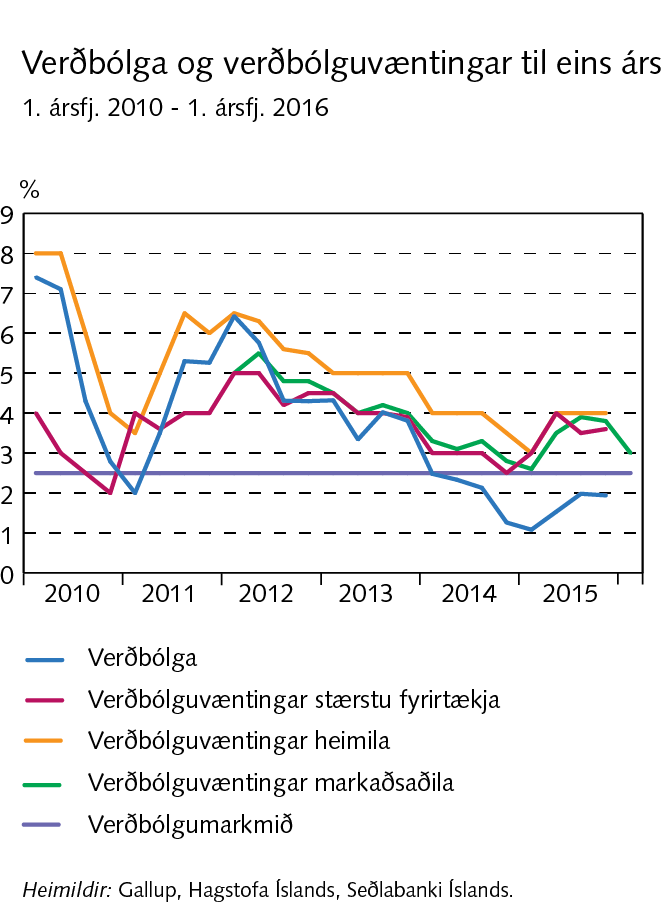 Verðbólga og verðbólguvæntingar til eins árs
1. ársfj. 2010 - 1. ársfj. 2016
%
9
8
7
6
5
4
3
2
1
0
2010 2011 2012 2013 2014 2015
Verðbólga
Verðbólguvæntingar stærstu fyrirtækja
Verðbólguvæntingar heimila
Verðbólguvæntingar markaðsaðila
Verðbólgumarkmið
Heimildir: Gallup, Hagstofa Íslands, Seðlabanki Íslands.